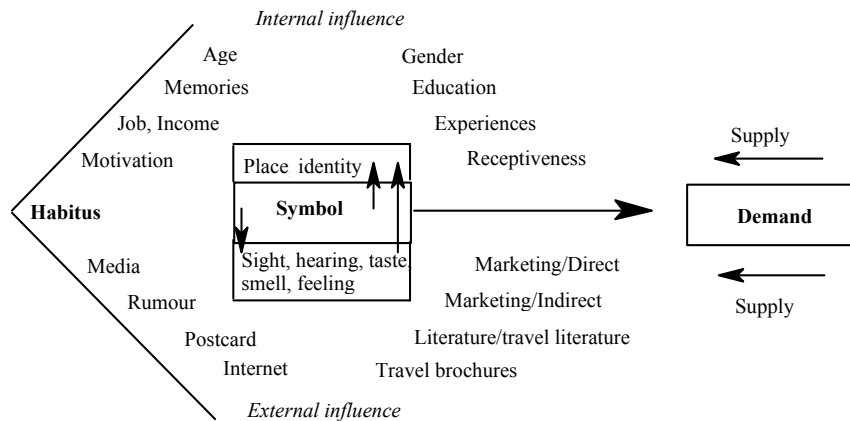 Internal influence
Age
Gender
Memories
Education
Job, Income
Experiences
Supply
Motivation
Place identity
Receptiveness
Habitus
Symbol
Demand
Sight, hearing, taste,
smell, feeling
Media
Marketing/Direct
Rumour
Marketing/Indirect
Supply
Postcard
Literature/travel literature
Internet
Travel brochures
External influence